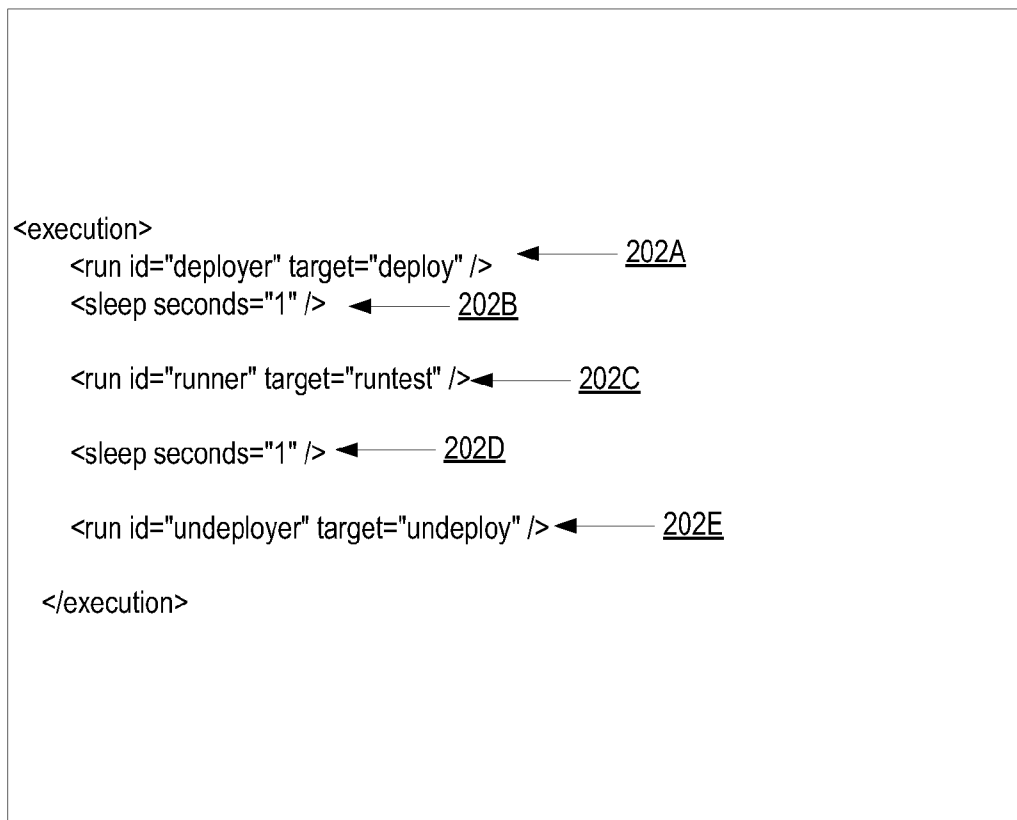 <execution>
<run id="deployer" target="deploy" /> 202A
<sleep seconds="1" /> 202B
<run id="runner" target="runtest" /> 202C
<sleep seconds="1" /> 202D
<run id="undeployer" target="undeploy" /> 202E
</execution>